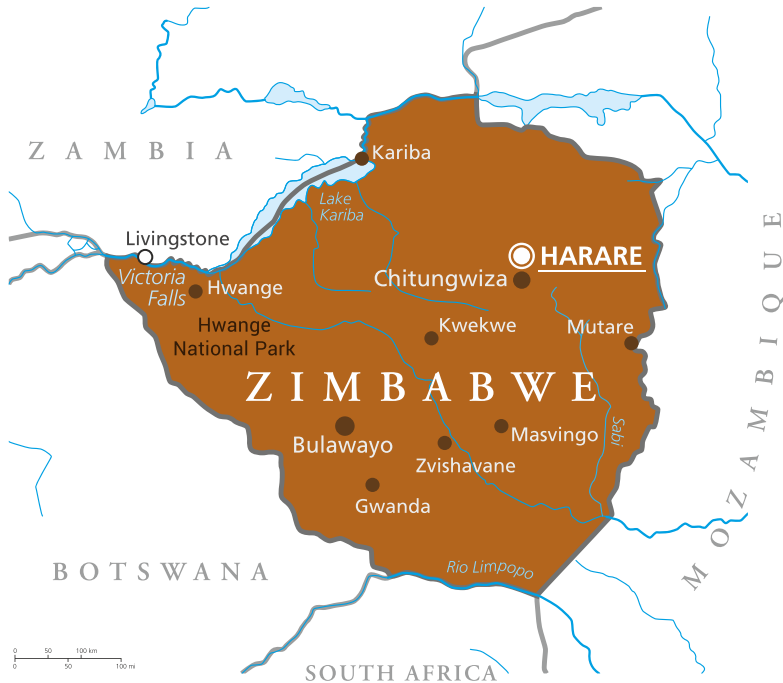 ZAMBIA
Kariba
Lake
Kariba
Livingstone
Victoria
Falls
Hwange
HARARE
Chitungwiza
Hwange
National Park
Kwekwe
Mutare
MOZAMBIQUE
ZIMBABWE
Bulawayo
Masvingo
Sabi
Zvishavane
Gwanda
BOTSWANA
Rio Limpopo
0 50 100 km
0 50 100 mi
SOUTH AFRICA